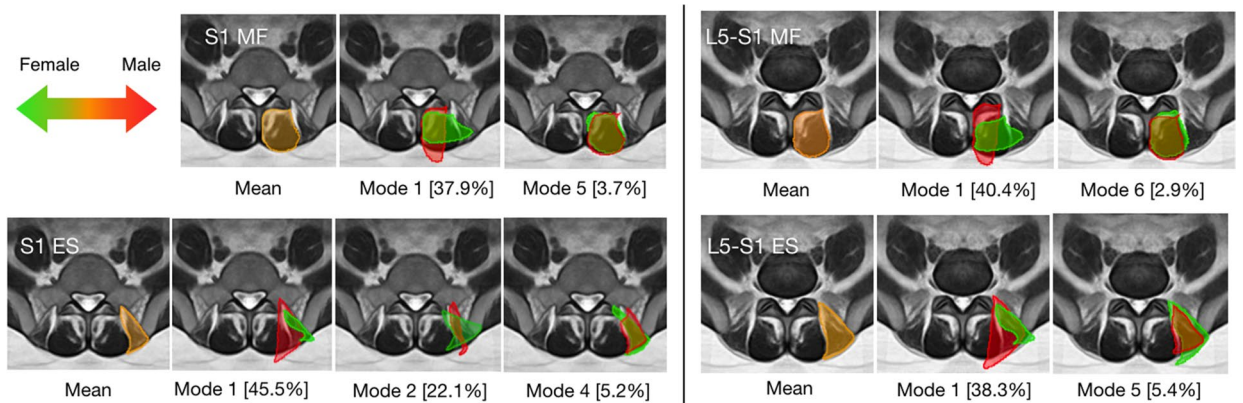 Female Male
S1 MF
Mean Mode 1 [37.9%] Mode 5 [3.7%]
S1 ES
Mean Mode 1 [45.5%] Mode 2 [22.1%] Mode 4 [5.2%]
L5-S1 MF
Mean Mode 1 [40.4%] Mode 6 [2.9%]
L5-S1 ES
Mean Mode 1 [38.3%] Mode 5 [5.4%]